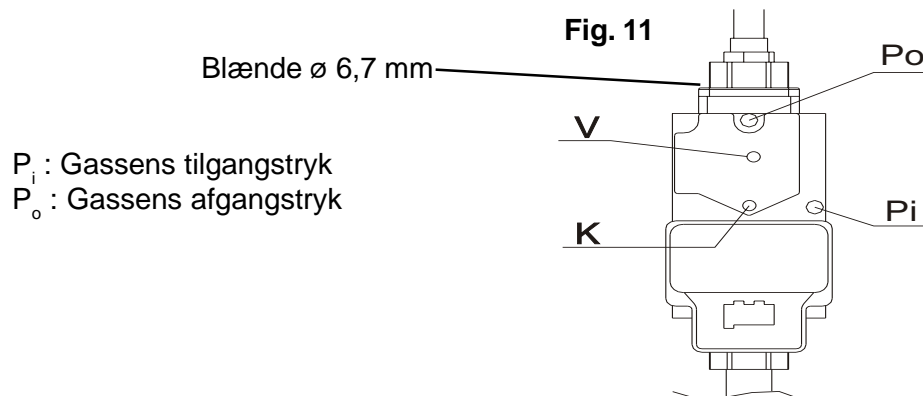 Fig. 11
Blænde ø 6,7 mm
Po
V
Pi : Gassens tilgangstryk
Po : Gassens afgangstryk
Pi
K